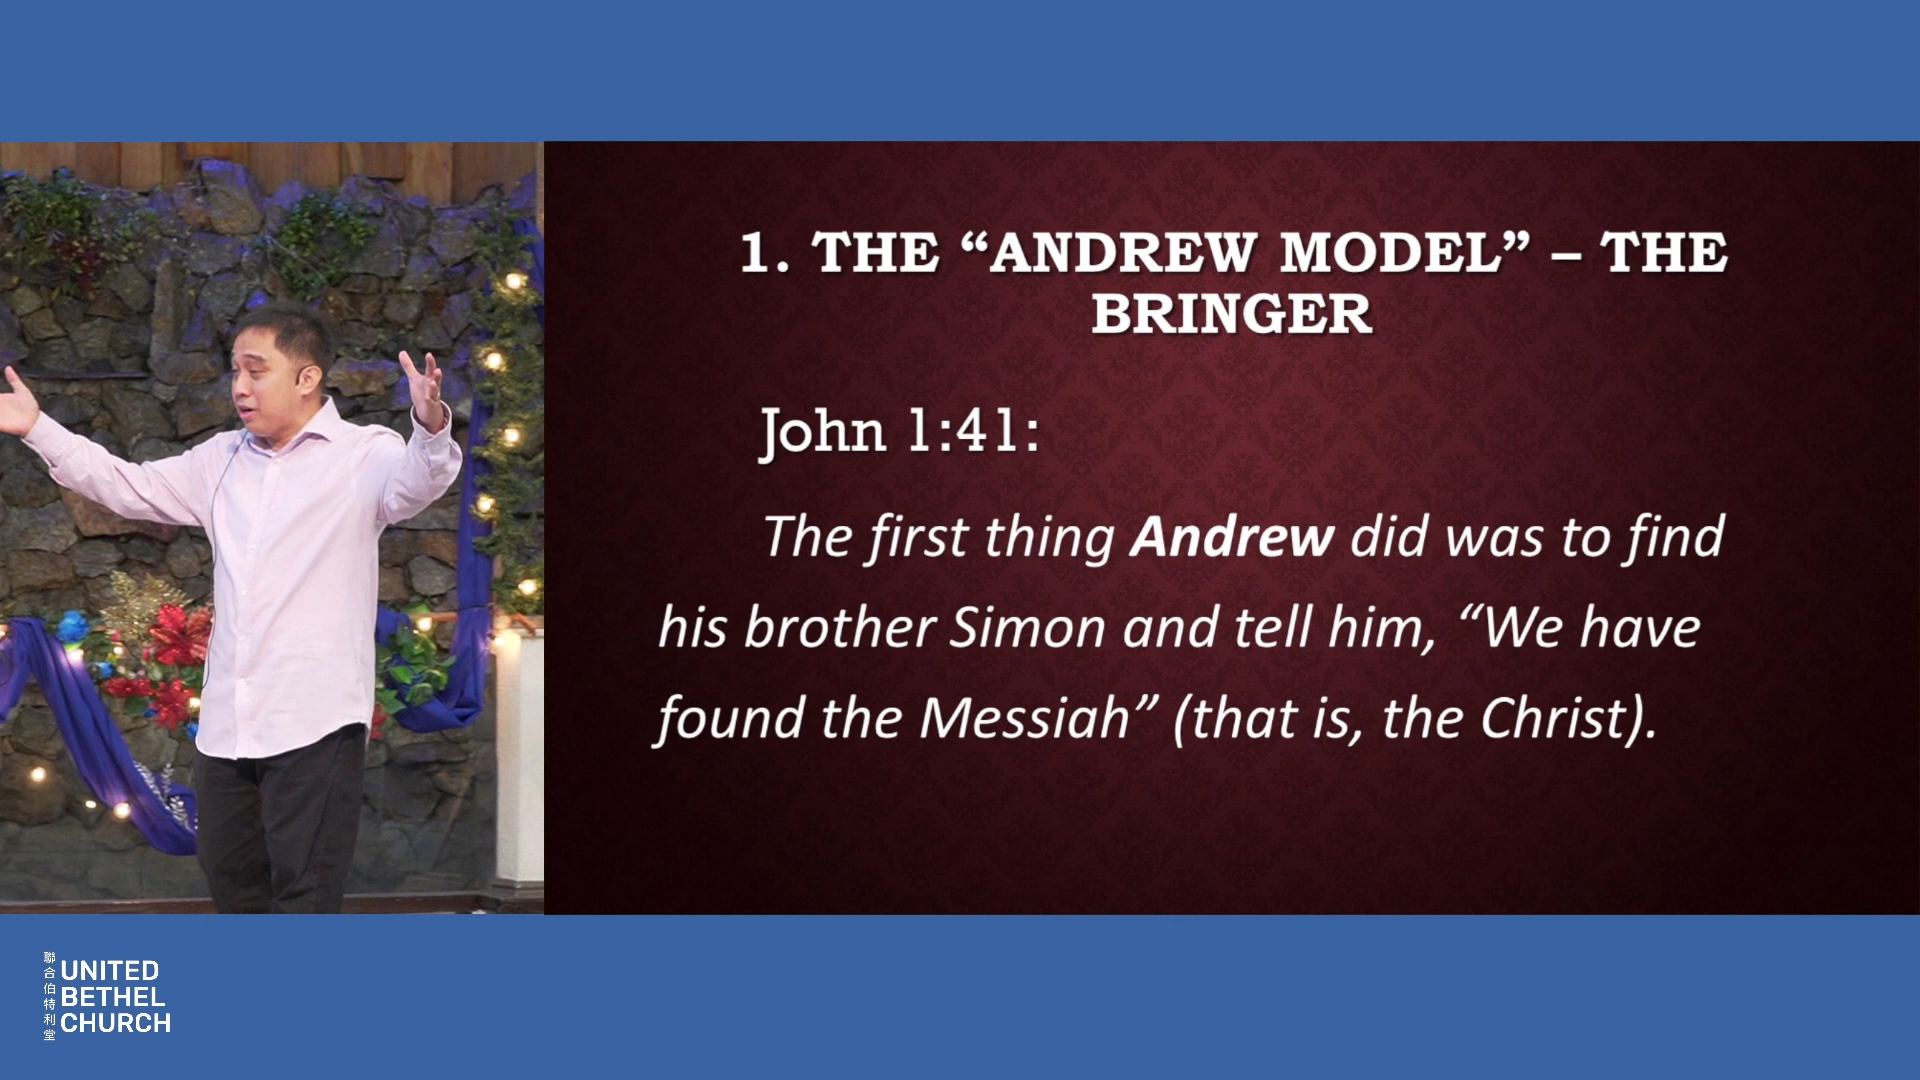 1. THE “ANDREW MODEL” – THE
BRINGER
John 1:41:
The first thing Andrew did was to find
his brother Simon and tell him, “We have
found the Messiah” (that is, the Christ).
聯合伯特利堂
UNITED
BETHEL
CHURCH